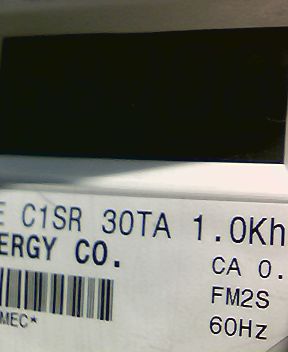 E C1SR 30TA 1.0Kh
ERGY CO.
CA 0.
FM2S
MEC*
60Hz